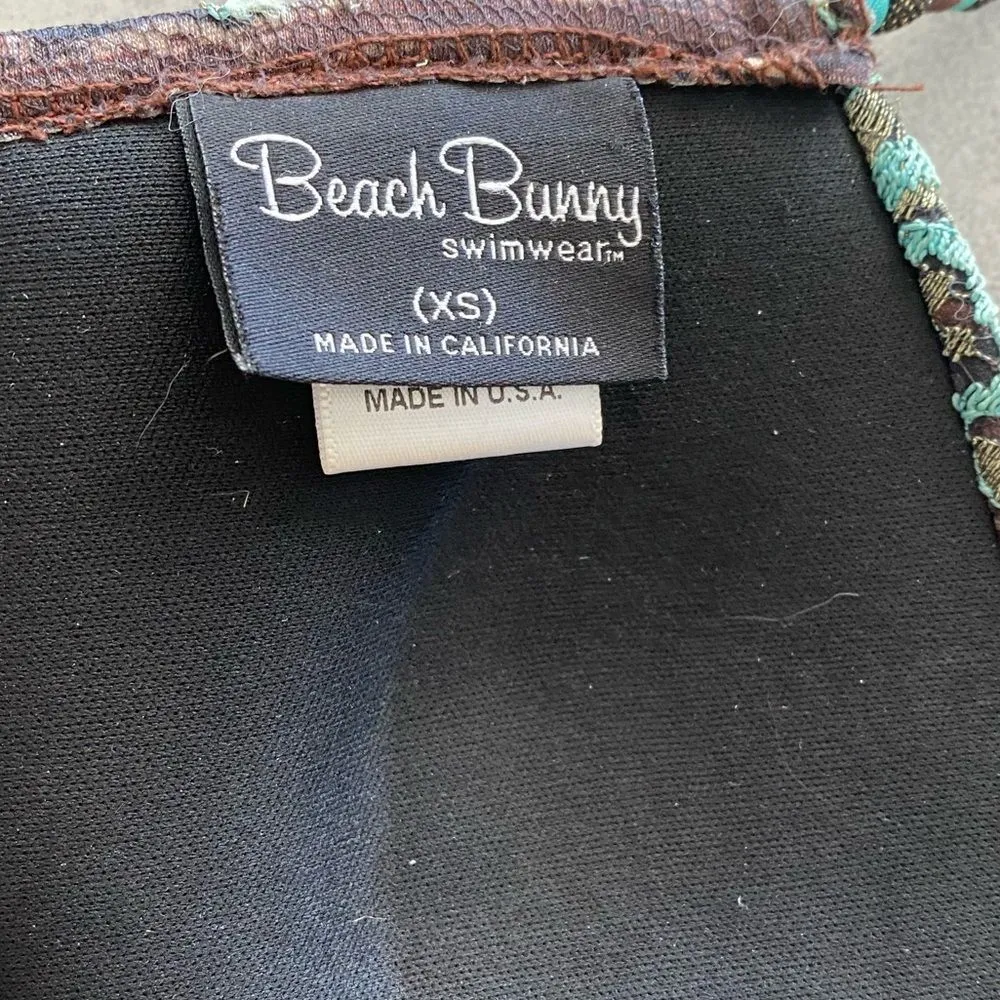 Beach Bunny
swimwear™
(XS)
MADE IN CALIFORNIA
MADE IN U.S.A.